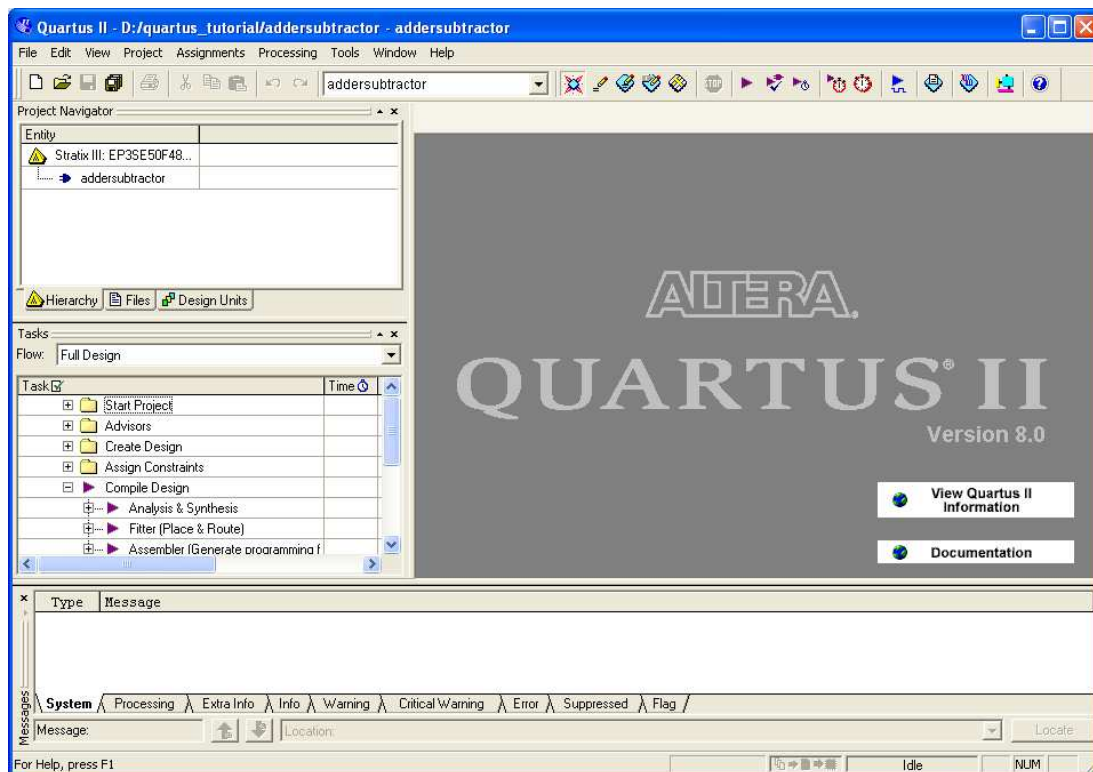 Quartus II - D:/quartus_tutorial/addersubtractor - addersubtractor
File Edit View Project Assignments Processing Tools Window Help
addersubtractor
STOP
Project Navigator
Entity
Stratix III: EP3SE50F48...
addersubtractor
Hierarchy Files Design Units
Tasks
Flow: Full Design
Task Time
Start Project
Advisors
Create Design
Assign Constraints
Compile Design
Analysis & Synthesis
Fitter (Place & Route)
Assembler (Generate programming f
ALTERA.
QUARTUS® II
Version 8.0
View Quartus II
Information
Documentation
Type Message
System Processing Extra Info Info Warning Critical Warning Error Suppressed Flag
Messages
Message: Location: Locate
For Help, press F1 Idle NUM